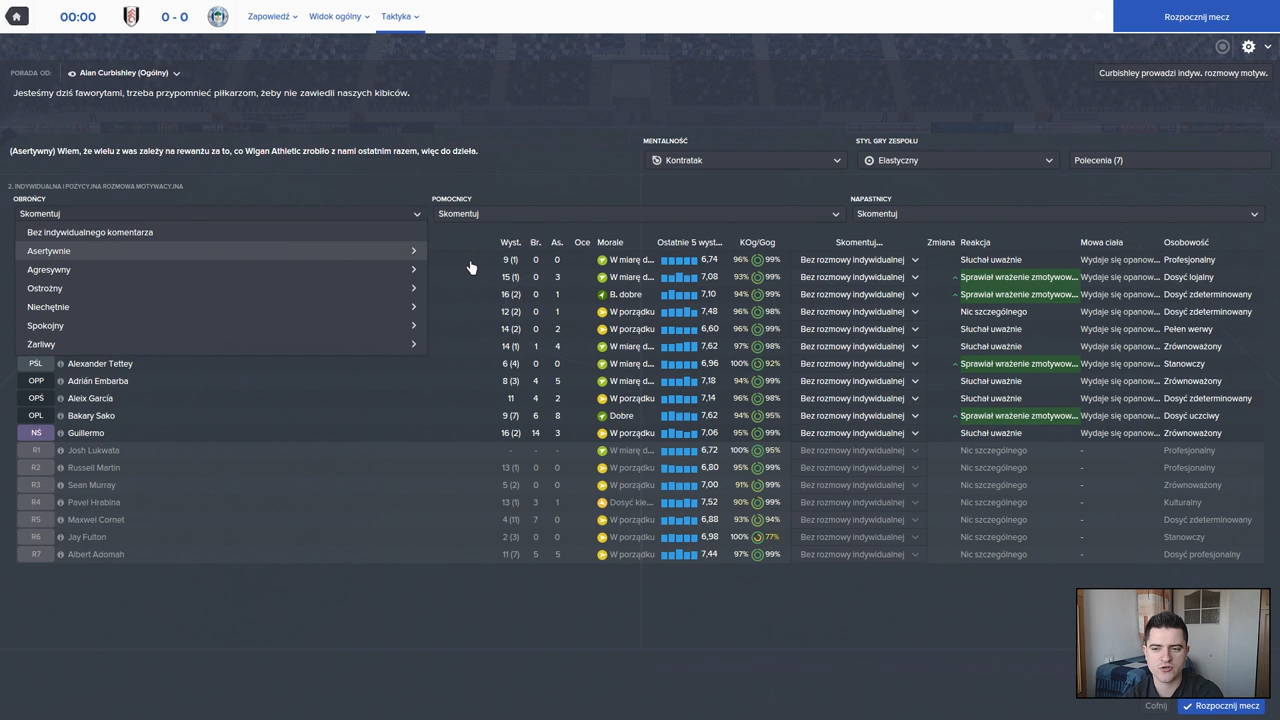 00:00 0 - 0 Zapowiedź Widok ogólny Taktyka Rozpocznij mecz
PORADA OD: Alan Curbishley (Ogólny) Curbishley prowadzi indyw. rozmowy motyw.
Jesteśmy dziś faworytami, trzeba przypomnieć piłkarzom, żeby nie zawiedli naszych kibiców.
MENTALNOŚĆ STYL GRY ZESPOŁU
(Asertywny) Wiem, że wielu z was zależy na rewanżu za to, co Wigan Athletic zrobiło z nami ostatnim razem, więc do dzieła.
Kontratak Elastyczny Polecenia (7)
2. INDYWIDUALNA I POZYCYJNA ROZMOWA MOTYWACYJNA
OBROŃCY POMOCNICY NAPASTNICY
Skomentuj Skomentuj Skomentuj
Bez indywidualnego komentarza
Asertywnie
Agresywny
Ostrożny
Niechętnie
Spokojny
Żarliwy
Wyst. Br. As. Oce Morale Ostatnie 5 wyst... KOg/Gog Skomentuj... Zmiana Reakcja Mowa ciała Osobowość
9 (1) 0 0 W miarę d... 6,74 96% 99% Bez rozmowy indywidualnej Słuchał uważnie Wydaje się opanow... Profesjonalny
15 (1) 0 3 W miarę d... 7,08 93% 99% Bez rozmowy indywidualnej Sprawiał wrażenie zmotywow... Wydaje się opanow... Dosyć lojalny
16 (2) 0 1 B. dobre 7,10 94% 99% Bez rozmowy indywidualnej Sprawiał wrażenie zmotywow... Wydaje się opanow... Dosyć zdeterminowany
12 (2) 0 1 W porządku 7,48 96% 98% Bez rozmowy indywidualnej Nic szczególnego Wydaje się opanow... Dosyć zdeterminowany
14 (2) 0 2 W porządku 6,60 96% 99% Bez rozmowy indywidualnej Słuchał uważnie Wydaje się opanow... Pełen werwy
14 (1) 1 4 W miarę d... 7,62 97% 98% Bez rozmowy indywidualnej Słuchał uważnie Wydaje się opanow... Zrównoważony
PŚL Alexander Tettey 6 (4) 0 0 W miarę d... 6,96 100% 92% Bez rozmowy indywidualnej Sprawiał wrażenie zmotywow... Wydaje się opanow... Stanowczy
OPP Adrián Embarba 8 (3) 4 5 W miarę d... 7,18 94% 99% Bez rozmowy indywidualnej Słuchał uważnie Wydaje się opanow... Zrównoważony
OPŚ Aleix García 11 4 2 W porządku 7,14 94% 98% Bez rozmowy indywidualnej Słuchał uważnie Wydaje się opanow... Dosyć zdeterminowany
OPL Bakary Sako 9 (7) 6 8 Dobre 7,62 94% 95% Bez rozmowy indywidualnej Sprawiał wrażenie zmotywow... Wydaje się opanow... Dosyć uczciwy
NŚ Guillermo 16 (2) 14 3 W porządku 7,06 95% 99% Bez rozmowy indywidualnej Słuchał uważnie Wydaje się opanow... Zrównoważony
R1 Josh Lukwata - - - W miarę d... 6,72 100% 95% Bez rozmowy indywidualnej Nic szczególnego - Profesjonalny
R2 Russell Martin 13 (1) 0 0 W porządku 6,80 95% 99% Bez rozmowy indywidualnej Nic szczególnego - Profesjonalny
R3 Sean Murray 5 (2) 0 0 W porządku 7,00 91% 99% Bez rozmowy indywidualnej Nic szczególnego - Zrównoważony
R4 Pavel Hrabina 13 (1) 3 1 Dosyć kie... 7,52 90% 99% Bez rozmowy indywidualnej Nic szczególnego - Kulturalny
R5 Maxwel Cornet 4 (11) 7 0 W porządku 6,88 93% 94% Bez rozmowy indywidualnej Nic szczególnego - Dosyć zdeterminowany
R6 Jay Fulton 2 (3) 0 0 W porządku 6,98 100% 77% Bez rozmowy indywidualnej Nic szczególnego - Stanowczy
R7 Albert Adomah 11 (7) 5 5 W porządku 7,44 97% 99% Bez rozmowy indywidualnej Nic szczególnego - Dosyć profesjonalny
Cofnij Rozpocznij mecz